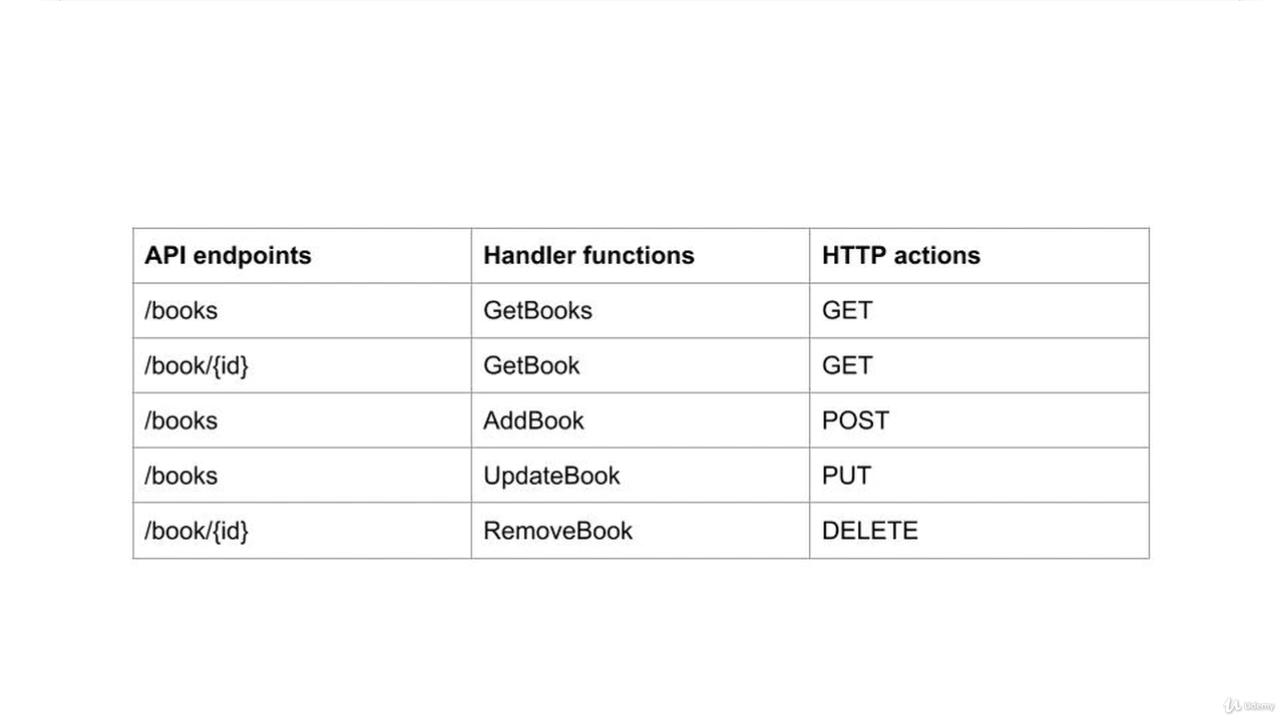 API endpoints Handler functions HTTP actions
/books GetBooks GET
/book/{id} GetBook GET
/books AddBook POST
/books UpdateBook PUT
/book/{id} RemoveBook DELETE
Udemy